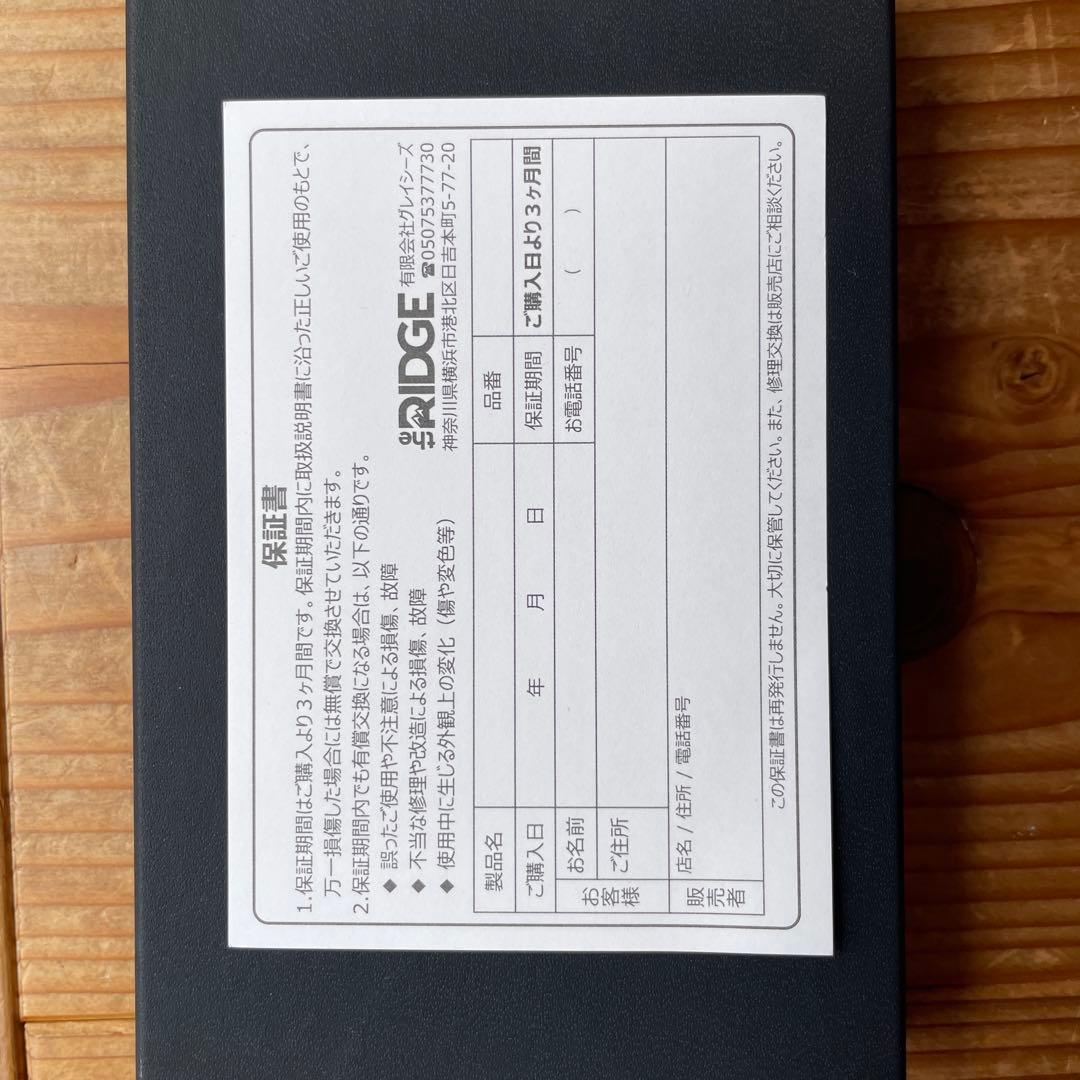 保証書
1.保証期間はご購入より３ヶ月間です。保証期間内に取扱説明書に沿った正しいご使用のもとで、
万一損傷した場合には無償で交換させていただきます。
2.保証期間内でも有償交換になる場合は、以下の通りです。
◆ 誤ったご使用や不注意による損傷、故障
◆ 不当な修理や改造による損傷、故障
◆ 使用中に生じる外観上の変化（傷や変色等）
RIDGE 有限会社グレイシーズ
☎05075377730
神奈川県横浜市港北区日吉本町5-77-20
製品名 品番
ご購入日 年 月 日 保証期間 ご購入日より３ヶ月間
お客様 お名前 お電話番号 （ ）
ご住所
販売者 店名 / 住所 / 電話番号
この保証書は再発行しません。大切に保管してください。また、修理交換は販売店にご相談ください。